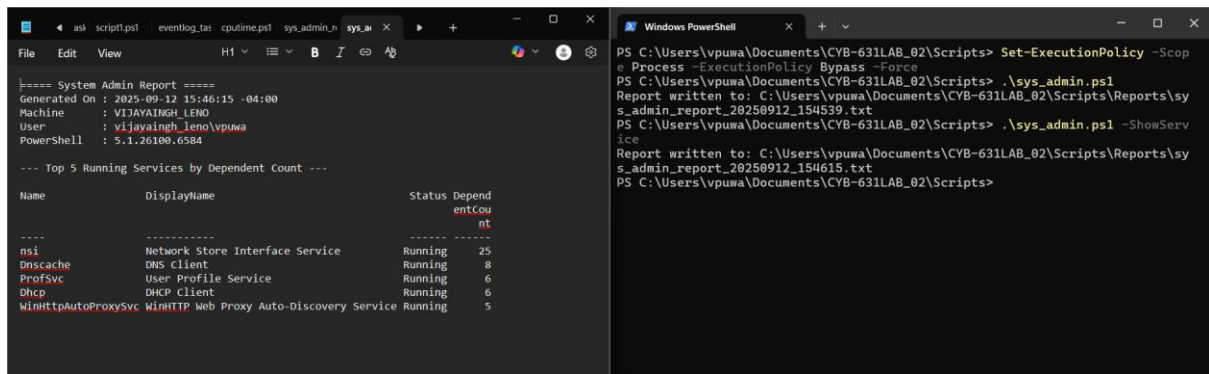 ask script1.ps1 eventlog_tas cputime.ps1 sys_admin_n sys_a
File Edit View H1 B I
===== System Admin Report =====
Generated On : 2025-09-12 15:46:15 -04:00
Machine : VIJAYAINGH_LENO
User : vijayaingh_leno\vpuwa
PowerShell : 5.1.26100.6584
--- Top 5 Running Services by Dependent Count ---
Name DisplayName Status Depend
entCou
nt
---- ----------- ------ ------
nsi Network Store Interface Service Running 25
Dnscache DNS Client Running 8
ProfSvc User Profile Service Running 6
Dhcp DHCP Client Running 6
WinHttpAutoProxySvc WinHTTP Web Proxy Auto-Discovery Service Running 5
Windows PowerShell
PS C:\Users\vpuwa\Documents\CYB-631LAB_02\Scripts> Set-ExecutionPolicy -Scop
e Process -ExecutionPolicy Bypass -Force
PS C:\Users\vpuwa\Documents\CYB-631LAB_02\Scripts> .\sys_admin.ps1
Report written to: C:\Users\vpuwa\Documents\CYB-631LAB_02\Scripts\Reports\sy
s_admin_report_20250912_154539.txt
PS C:\Users\vpuwa\Documents\CYB-631LAB_02\Scripts> .\sys_admin.ps1 -ShowServ
ice
Report written to: C:\Users\vpuwa\Documents\CYB-631LAB_02\Scripts\Reports\sy
s_admin_report_20250912_154615.txt
PS C:\Users\vpuwa\Documents\CYB-631LAB_02\Scripts>